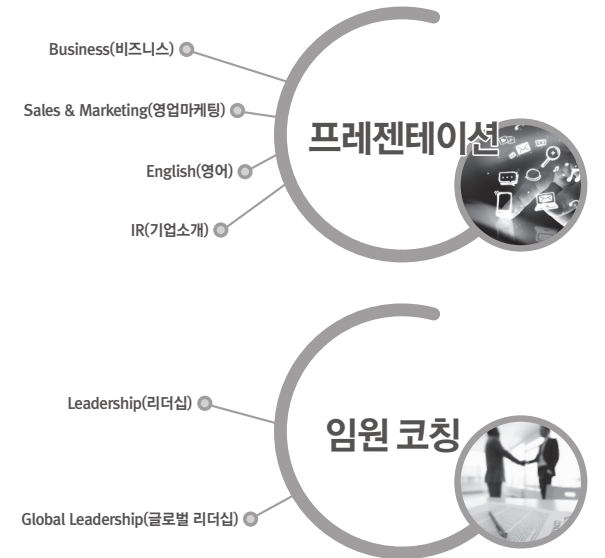 Business(비즈니스)
Sales & Marketing(영업마케팅)
프레젠테이션
English(영어)
IR(기업소개)
Leadership(리더십)
임원 코칭
Global Leadership(글로벌 리더십)